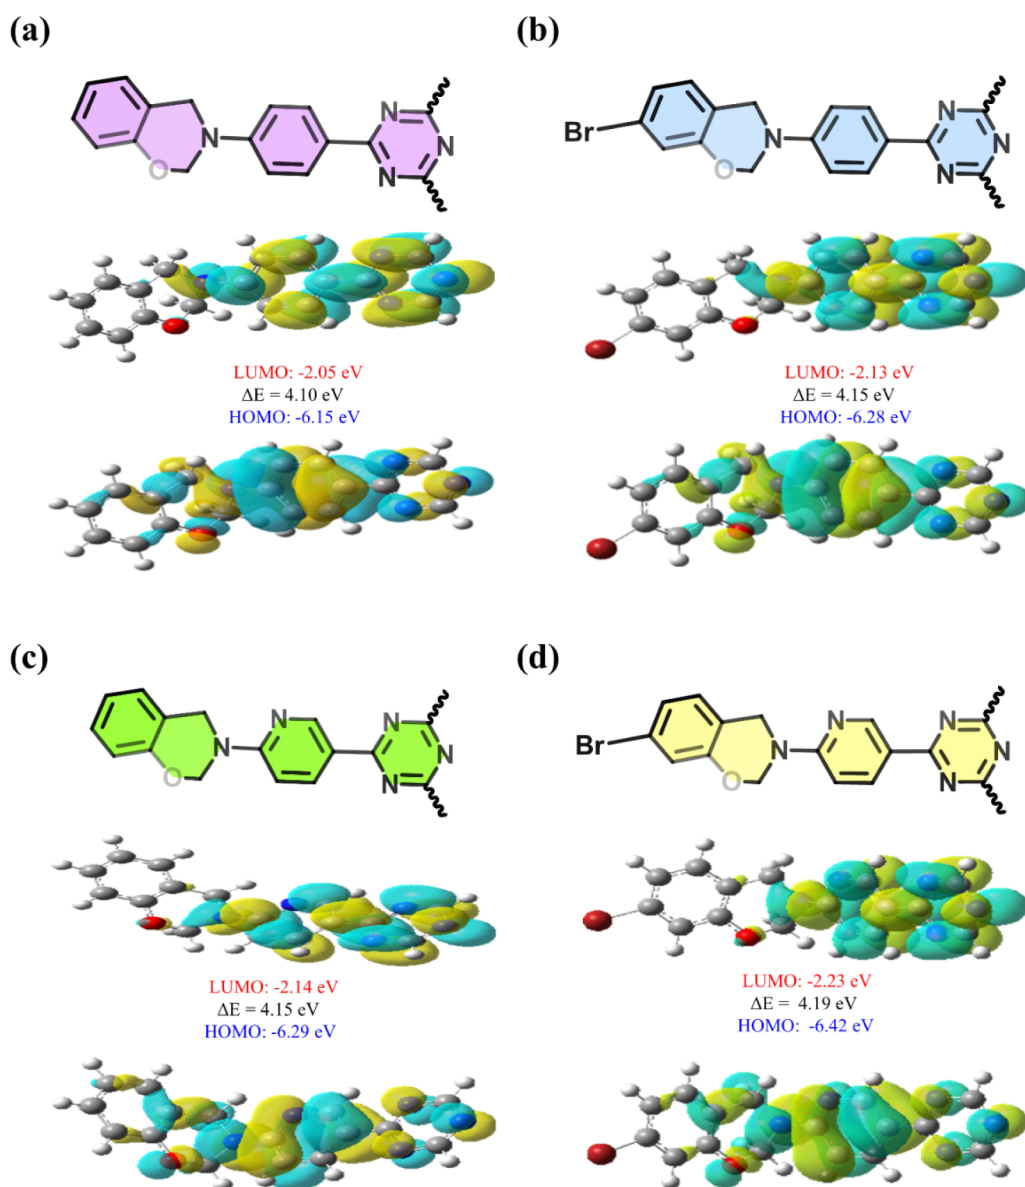 (a)
(b)
N
N
N
N
O
Br
N
N
N
N
O
LUMO: -2.05 eV
ΔE = 4.10 eV
HOMO: -6.15 eV
LUMO: -2.13 eV
ΔE = 4.15 eV
HOMO: -6.28 eV
(c)
(d)
N
N
N
N
N
O
Br
N
N
N
N
N
O
LUMO: -2.14 eV
ΔE = 4.15 eV
HOMO: -6.29 eV
LUMO: -2.23 eV
ΔE = 4.19 eV
HOMO: -6.42 eV